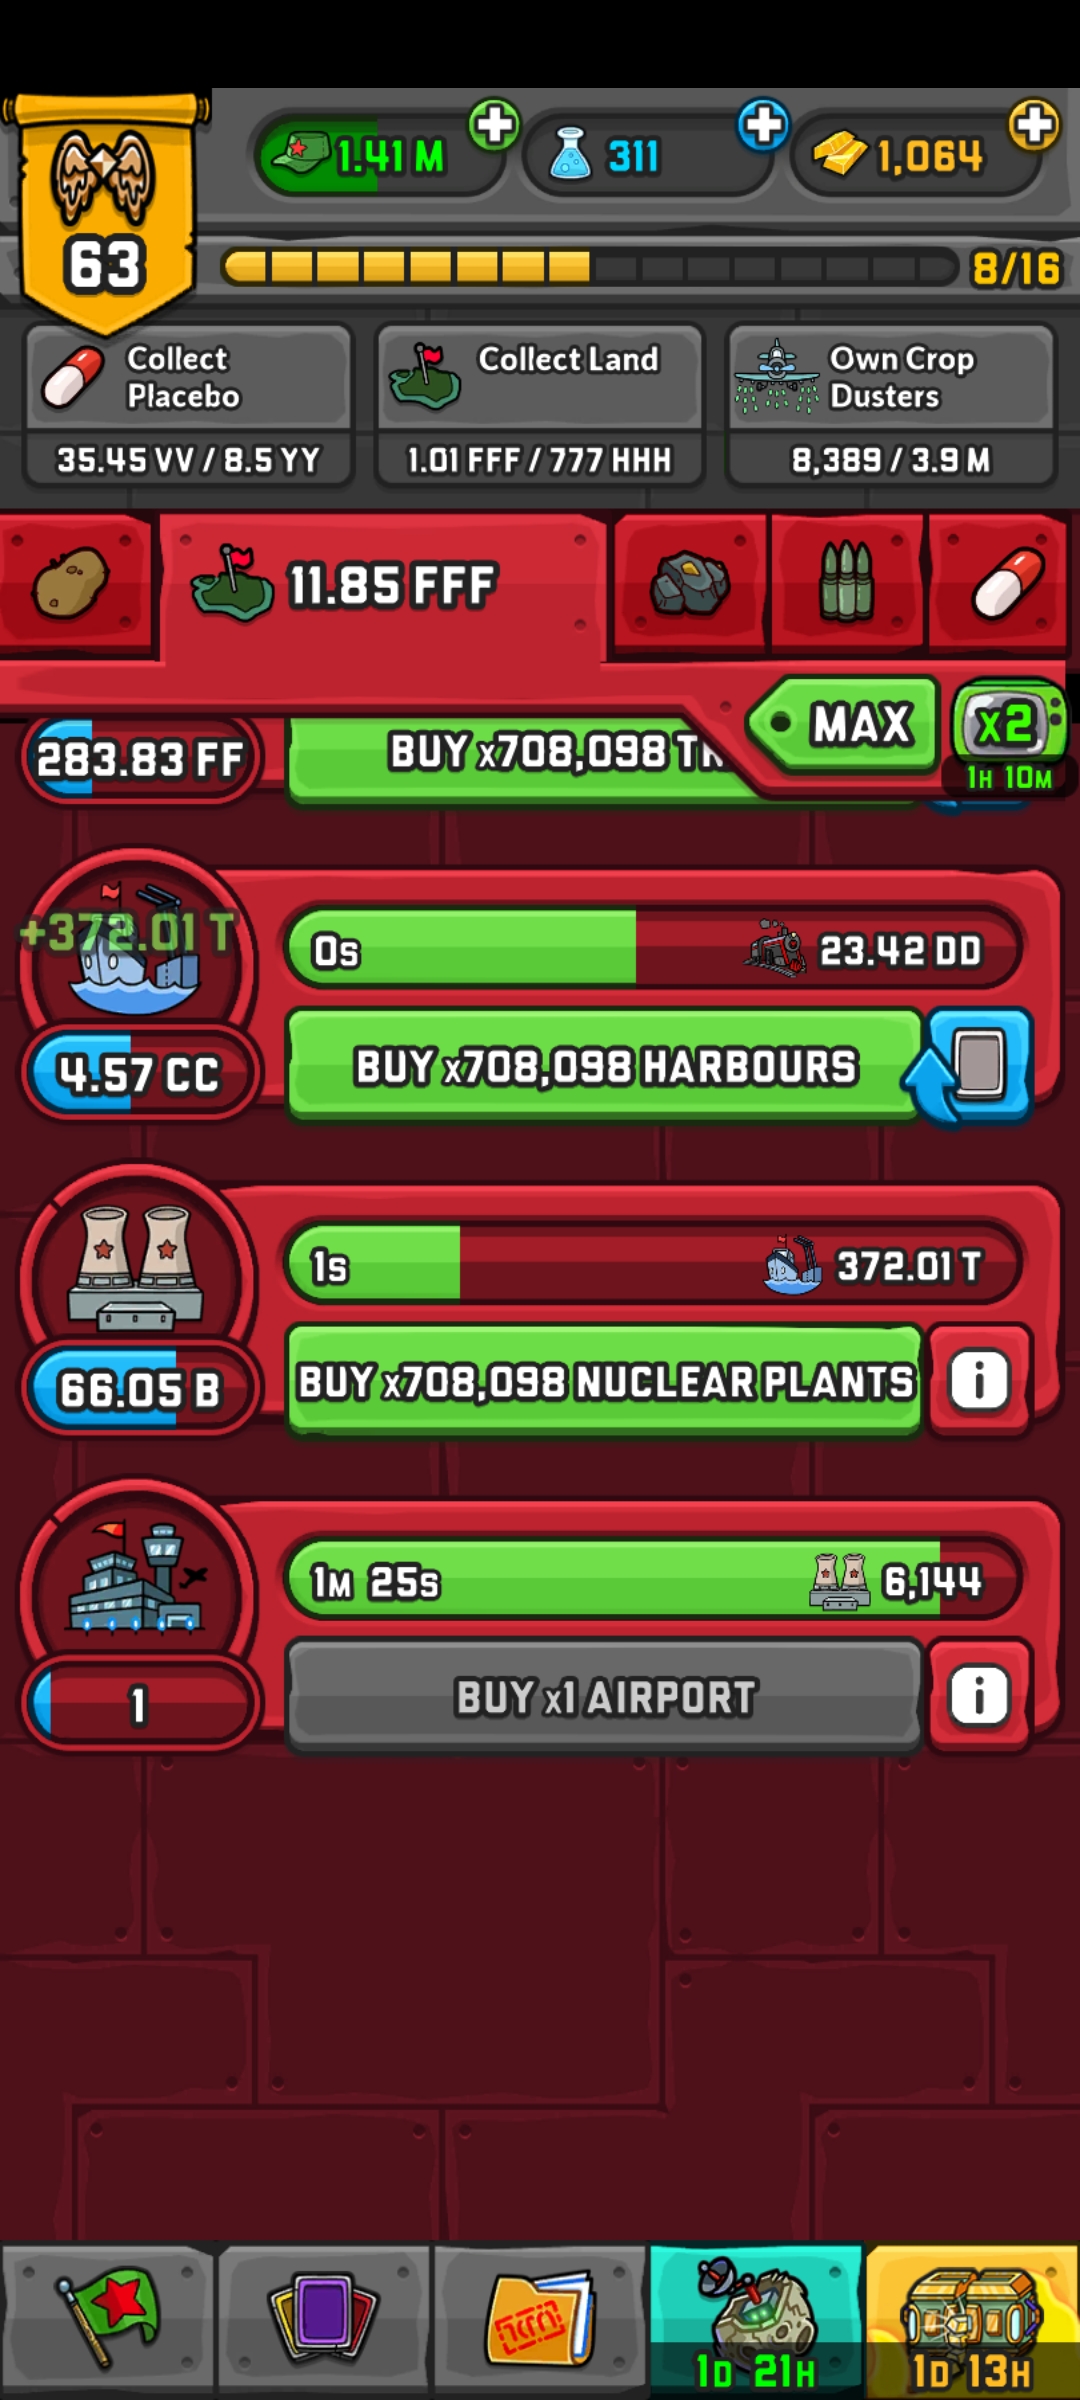 1.41 M
311
1,064
63
8/16
Collect
Placebo
35.45 VV / 8.5 YY
Collect Land
1.01 FFF / 777 HHH
Own Crop
Dusters
8,389 / 3.9 M
11.85 FFF
MAX
x2
1H 10M
283.83 FF
BUY x708,098 TR
+372.01 T
0s
23.42 DD
4.57 CC
BUY x708,098 HARBOURS
1s
372.01 T
66.05 B
BUY x708,098 NUCLEAR PLANTS
i
1M 25s
6,144
1
BUY x1 AIRPORT
i
1D 21H
1D 13H